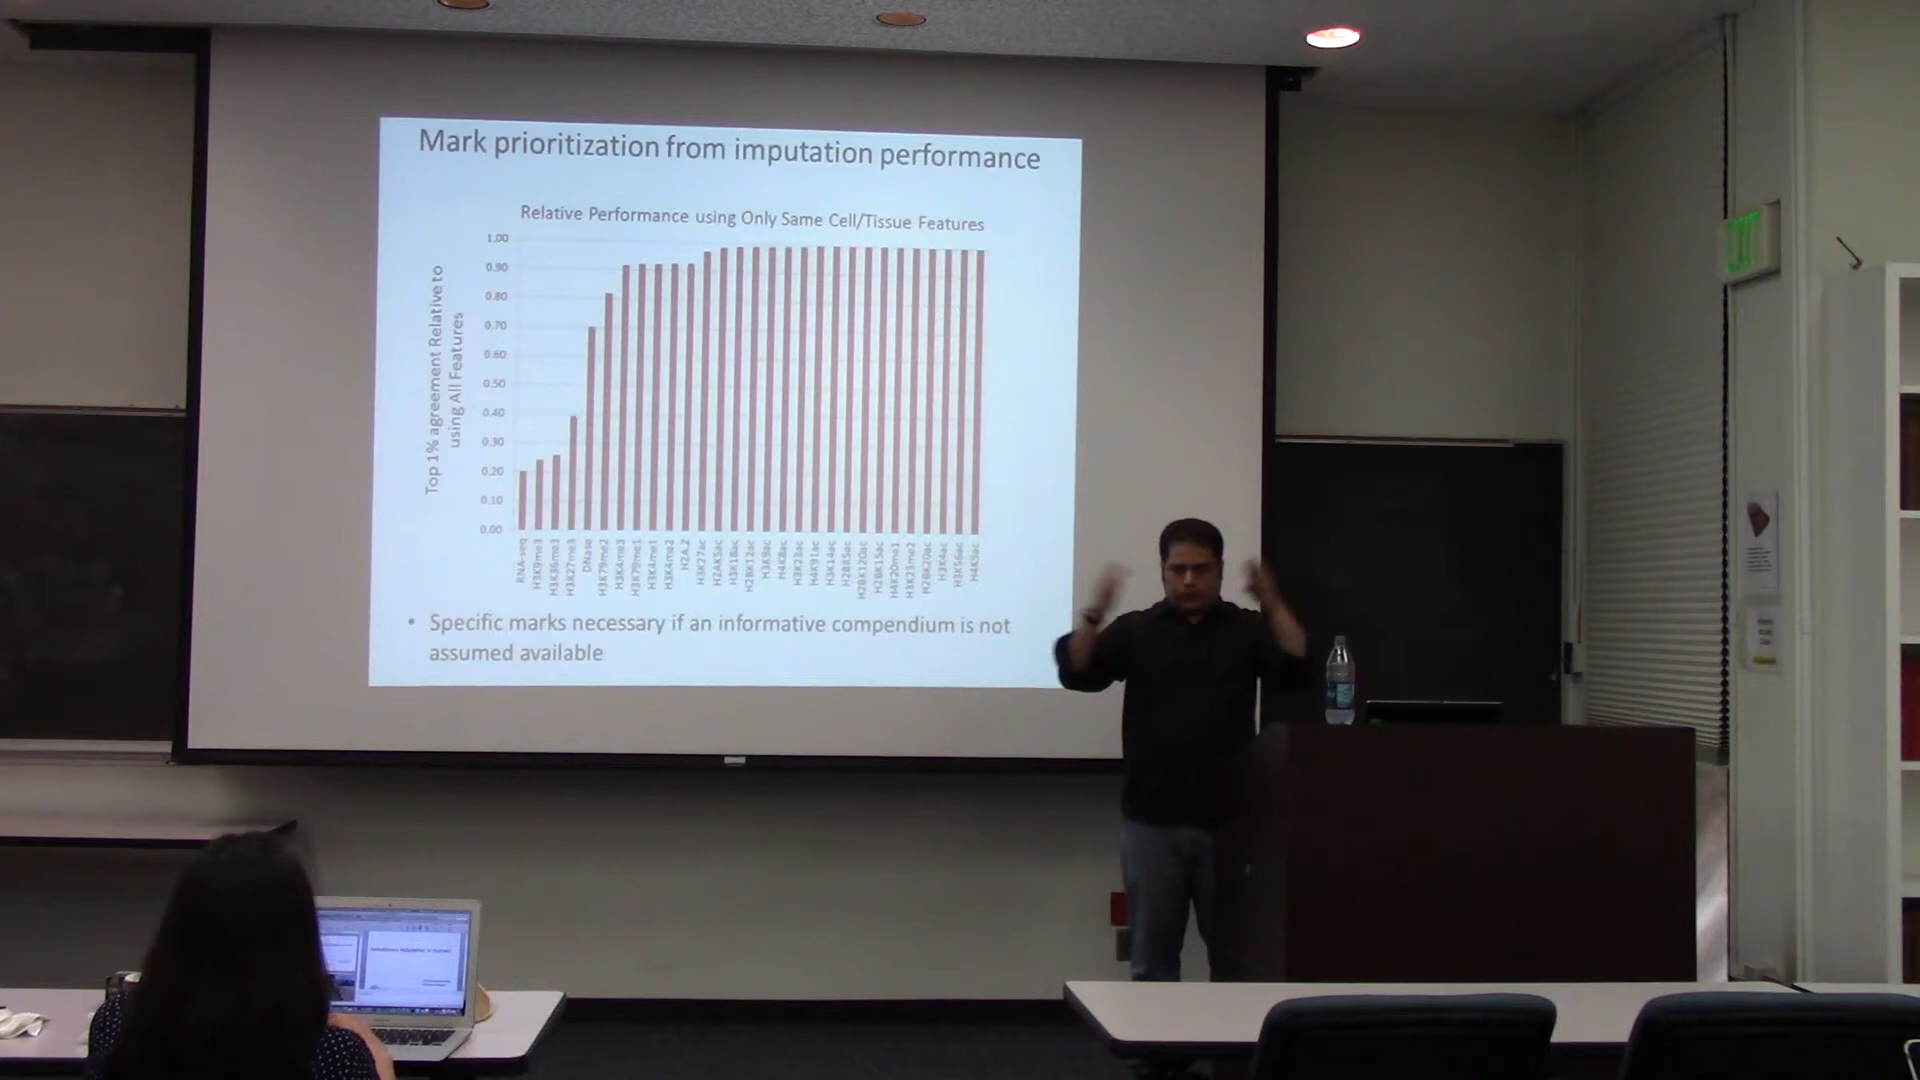 Mark prioritization from imputation performance
Relative Performance using Only Same Cell/Tissue Features
Top 1% agreement Relative to
using All Features
1.00
0.90
0.80
0.70
0.60
0.50
0.40
0.30
0.20
0.10
0.00
RNA-seq
H3K9me3
H3K36me3
H3K27me3
DNase
H3K79me2
H3K4me3
H3K79me1
H3K4me1
H3K4me2
H2A.Z
H3K27ac
H2AK5ac
H3K18ac
H2BK12ac
H3K9ac
H4K8ac
H3K23ac
H4K91ac
H3K14ac
H2BK5ac
H2BK120ac
H2BK15ac
H4K20me1
H3K23me2
H2BK20ac
H3K4ac
H3K56ac
H4K5ac
• Specific marks necessary if an informative compendium is not
assumed available
EXIT